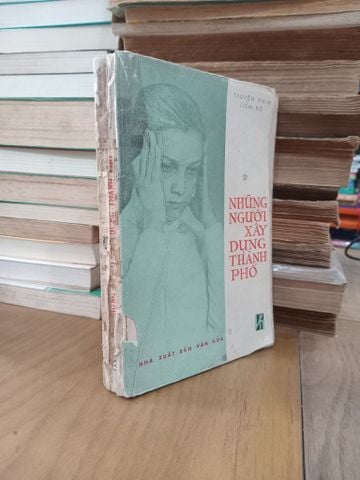 TRUYỆN PHIM
LIÊN XÔ
NHỮNG
NGƯỜI
XÂY
DỰNG
THÀNH
PHỐ
NHÀ XUẤT BẢN VĂN HÓA